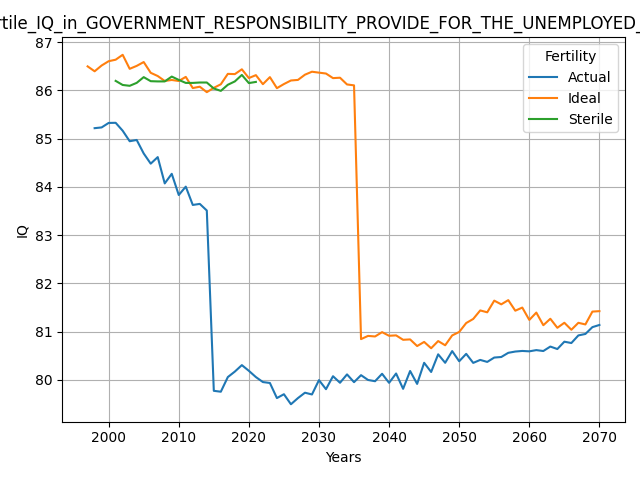 rtile_IQ_in_GOVERNMENT_RESPONSIBILITY_PROVIDE_FOR_THE_UNEMPLOYED_
87
86
85
84
83
82
81
80
IQ
Fertility
Actual
Ideal
Sterile
2000 2010 2020 2030 2040 2050 2060 2070
Years